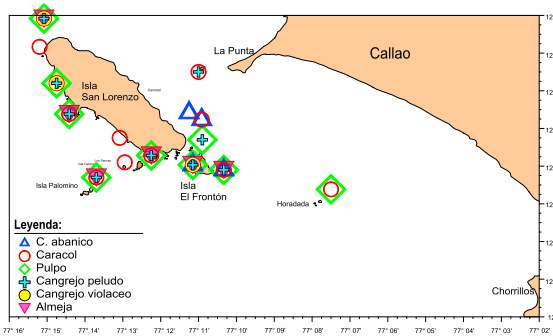 La Punta
Callao
Isla
San Lorenzo
Isla Palomino
Isla
El Frontón
Horadada
Chorrillos
Leyenda:
C. abanico
Caracol
Pulpo
Cangrejo peludo
Cangrejo violaceo
Almeja
77° 16' 77° 15' 77° 14' 77° 13' 77° 12' 77° 11' 77° 10' 77° 09' 77° 08' 77° 07' 77° 06' 77° 05' 77° 04' 77° 03' 77° 02'